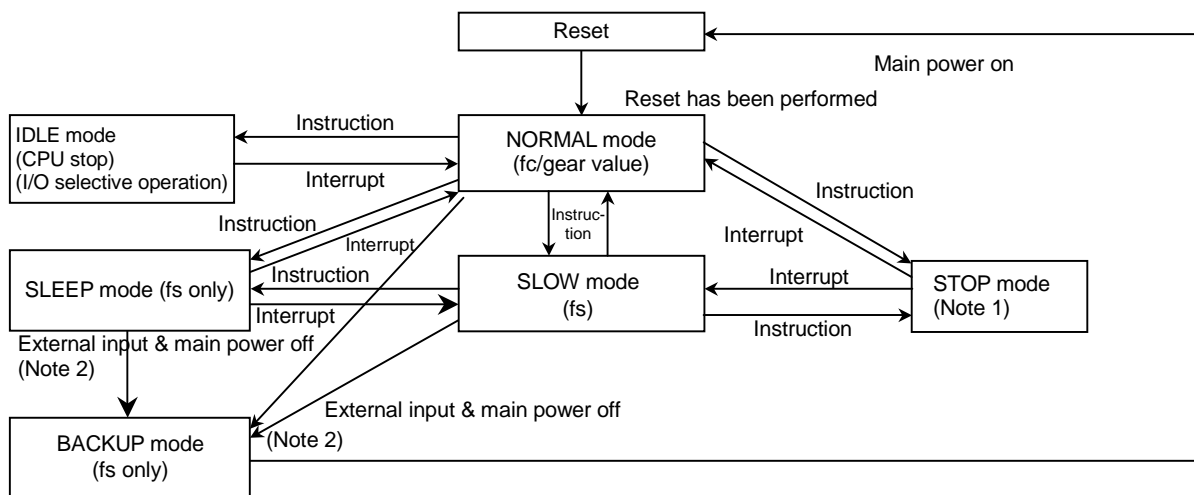 Reset
Main power on
Reset has been performed
IDLE mode
(CPU stop)
(I/O selective operation)
Instruction
Interrupt
NORMAL mode
(fc/gear value)
Instruction
Interrupt
Instruc-
tion
Instruction
Interrupt
SLEEP mode (fs only)
Instruction
Interrupt
SLOW mode
(fs)
Interrupt
Instruction
STOP mode
(Note 1)
External input & main power off
(Note 2)
External input & main power off
(Note 2)
BACKUP mode
(fs only)